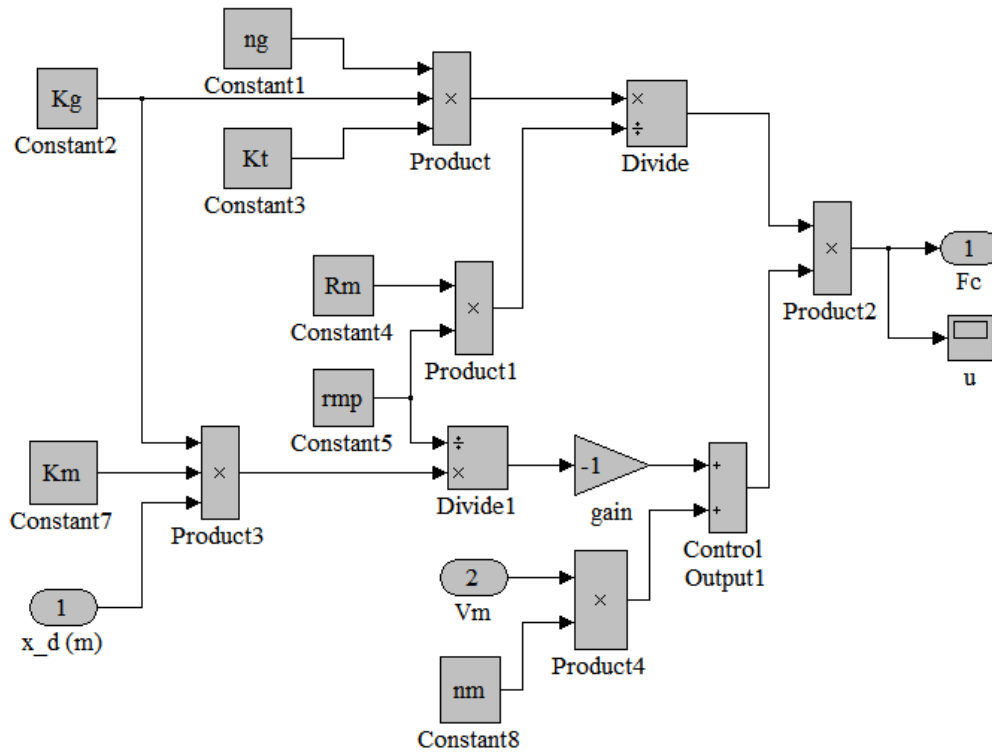 ng
Constant1
Kg
Constant2
×
Product
×
÷
Divide
Kt
Constant3
×
Product2
1
Fc
u
Rm
Constant4
×
Product1
rmp
Constant5
÷
×
Divide1
-1
gain
+
+
Control
Output1
Km
Constant7
×
Product3
1
x_d (m)
2
Vm
×
Product4
nm
Constant8